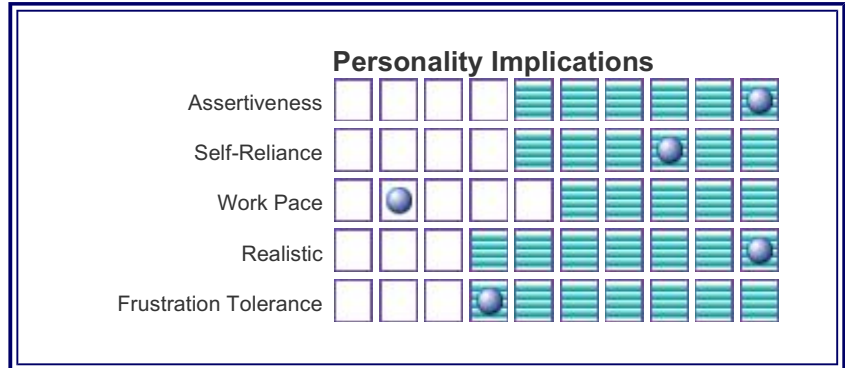 Personality Implications
Assertiveness
Self-Reliance
Work Pace
Realistic
Frustration Tolerance